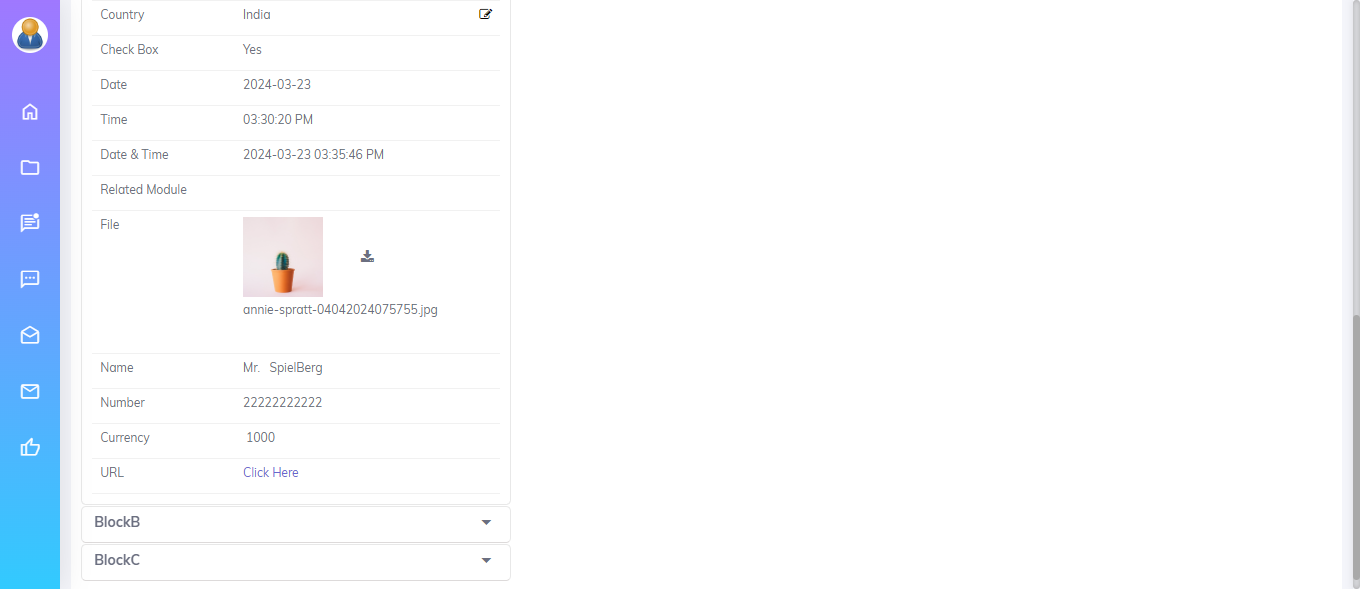 Country India
Check Box Yes
Date 2024-03-23
Time 03:30:20 PM
Date & Time 2024-03-23 03:35:46 PM
Related Module
File
annie-spratt-04042024075755.jpg
Name Mr. SpielBerg
Number 22222222222
Currency 1000
URL Click Here
BlockB
BlockC